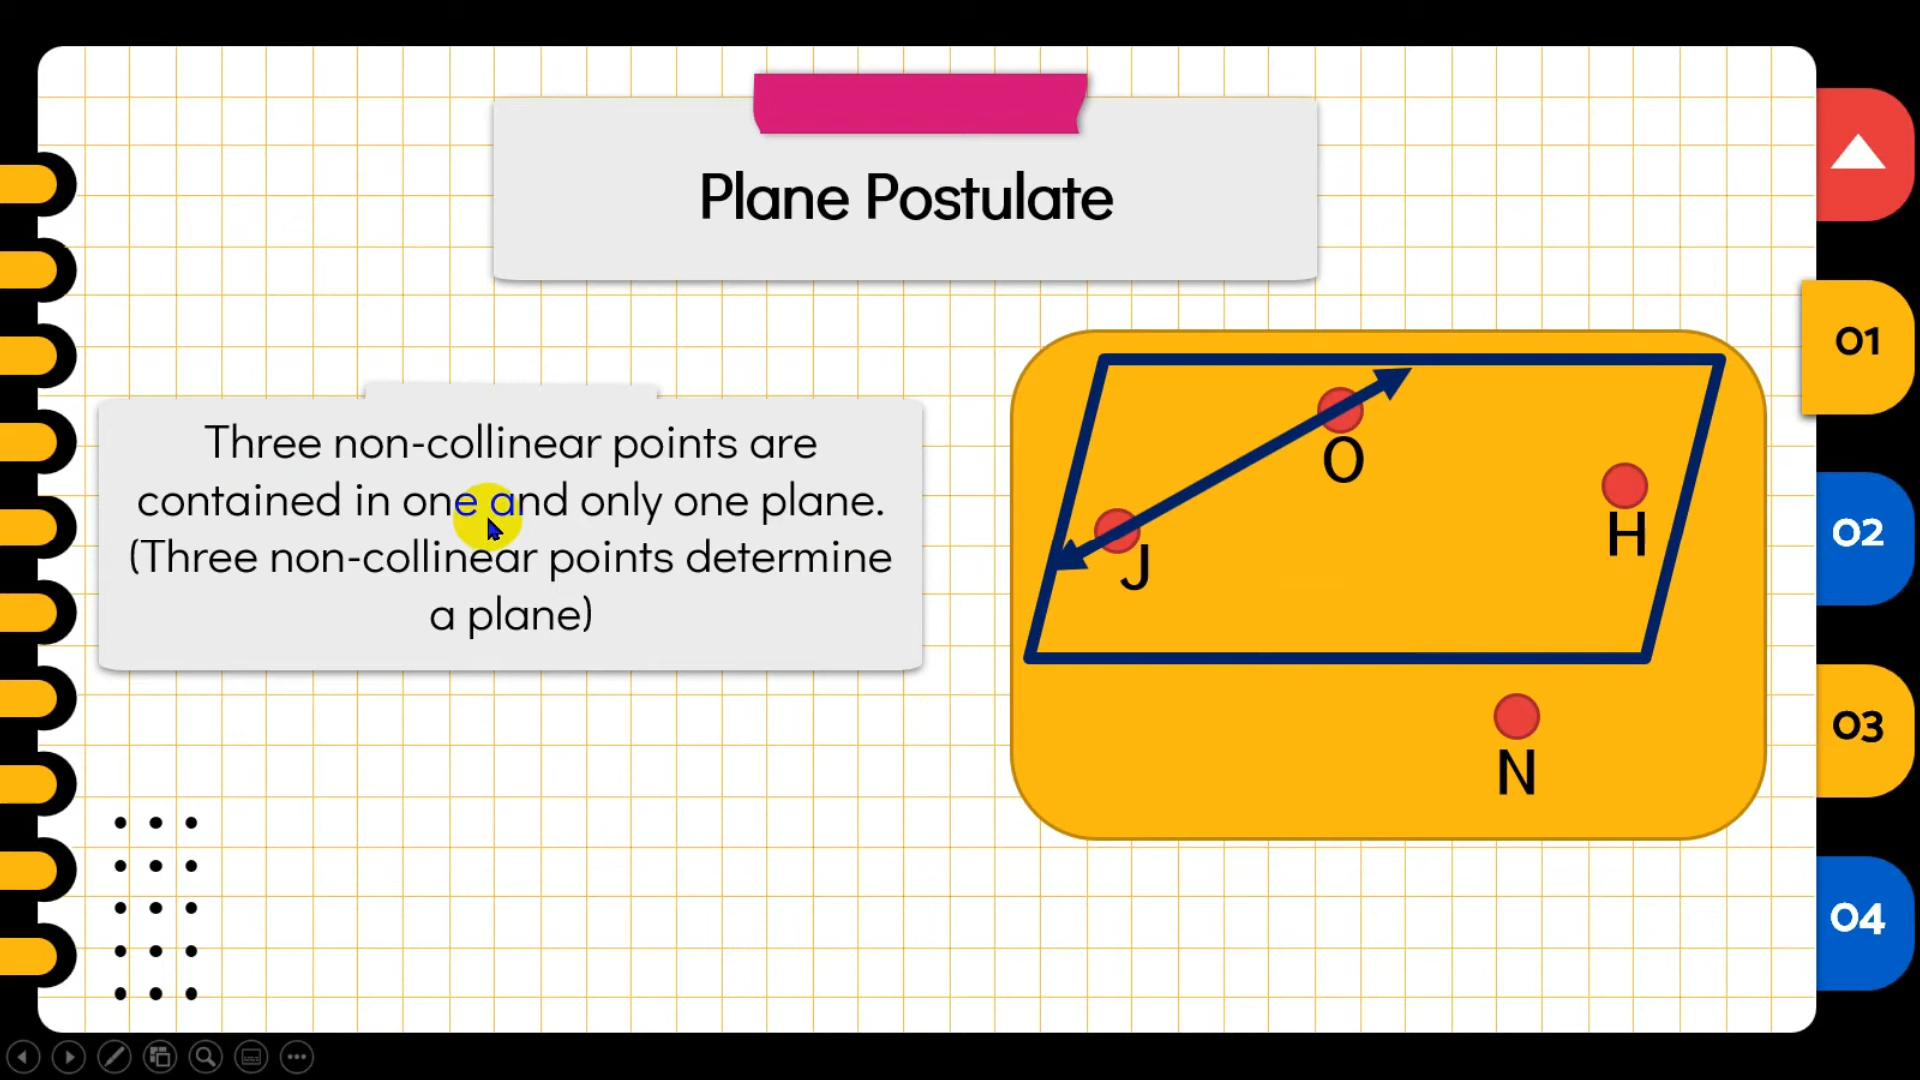 Plane Postulate
Three non-collinear points are
contained in one and only one plane.
(Three non-collinear points determine
a plane)
O
H
J
N
01
02
03
04